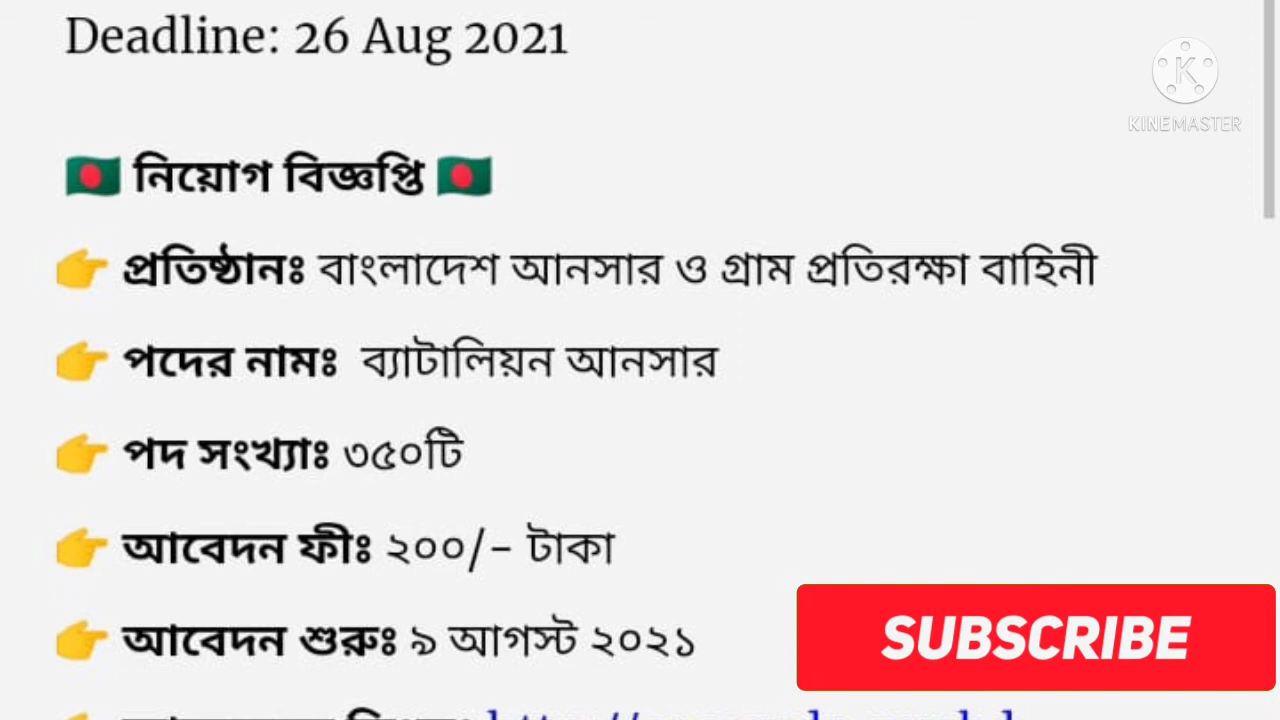 Deadline: 26 Aug 2021
K
KINEMASTER
🇧🇩 নিয়োগ বিজ্ঞপ্তি 🇧🇩
👉 প্রতিষ্ঠানঃ বাংলাদেশ আনসার ও গ্রাম প্রতিরক্ষা বাহিনী
👉 পদের নামঃ ব্যাটালিয়ন আনসার
👉 পদ সংখ্যাঃ ৩৫০টি
👉 আবেদন ফীঃ ২০০/- টাকা
👉 আবেদন শুরুঃ ৯ আগস্ট ২০২১
SUBSCRIBE